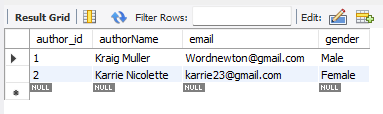 Result Grid Filter Rows: Edit:
author_id authorName email gender
1 Kraig Muller Wordnewton@gmail.com Male
2 Karrie Nicolette karrie23@gmail.com Female
NULL NULL NULL NULL